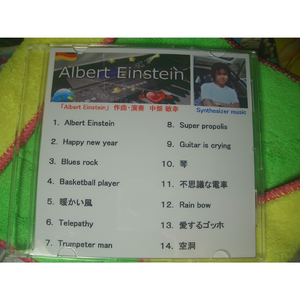 Albert Einstein
「Albert Einstein」 作曲・演奏 中畑 敏幸
Synthesizer music
1. Albert Einstein
2. Happy new year
3. Blues rock
4. Basketball player
5. 暖かい風
6. Telepathy
7. Trumpeter man
8. Super propolis
9. Guitar is crying
10. 琴
11. 不思議な電車
12. Rain bow
13. 愛するゴッホ
14. 空洞